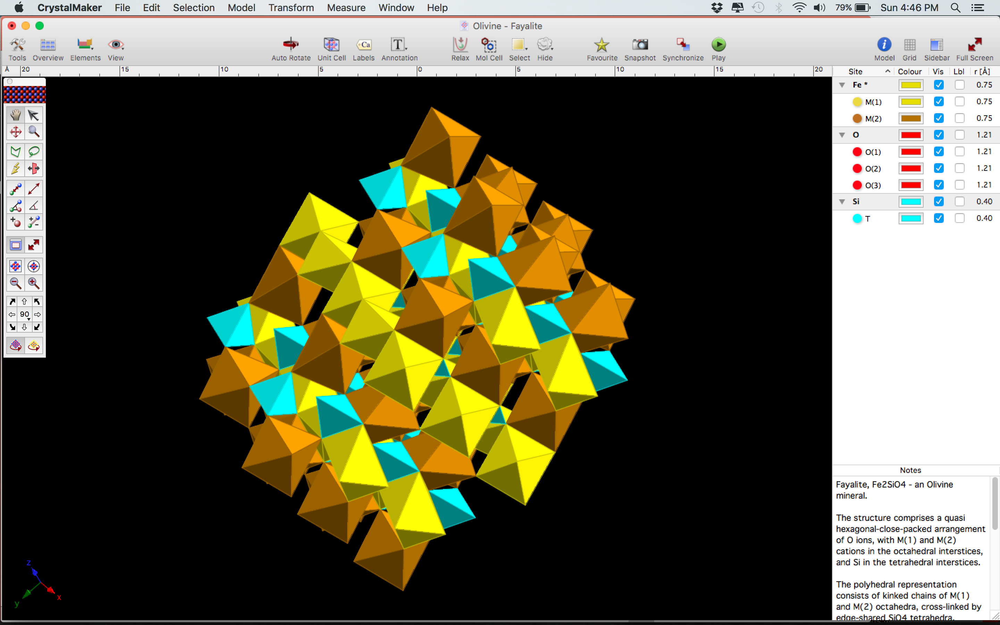 CrystalMaker File Edit Selection Model Transform Measure Window Help 79% Sun 4:46 PM
Olivine - Fayalite
Tools Overview Elements View Auto Rotate Unit Cell Ca Labels T Annotation Relax Mol Cell Select Hide Favourite Snapshot Synchronize Play Model Grid Sidebar Full Screen
Å 20 15 10 5 0 5 10 15 20
Site Colour Vis Lbl r [Å]
Fe * 0.75
M(1) 0.75
M(2) 0.75
O 1.21
O(1) 1.21
O(2) 1.21
O(3) 1.21
Si 0.40
T 0.40
90
z
x
y
Notes
Fayalite, Fe2SiO4 - an Olivine
mineral.
The structure comprises a quasi
hexagonal-close-packed arrangement
of O ions, with M(1) and M(2)
cations in the octahedral interstices,
and Si in the tetrahedral interstices.
The polyhedral representation
consists of kinked chains of M(1)
and M(2) octahedra, cross-linked by
edge-shared SiO4 tetrahedra.